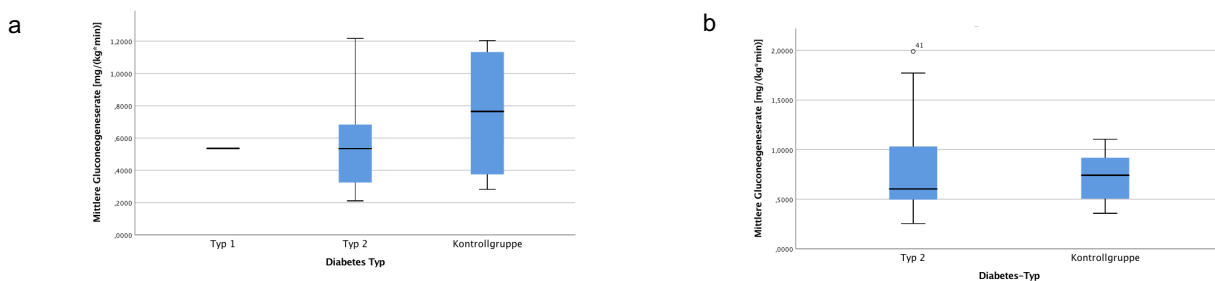 a
Mittlere Gluconeogeneserate [mg/(kg*min)]
1,2000
1,0000
,8000
,6000
,4000
,2000
,0000
Typ 1
Typ 2
Kontrollgruppe
Diabetes Typ
b
Mittlere Gluconeogeneserate [mg/(kg*min)]
2,0000
1,5000
1,0000
,5000
,0000
41
Typ 2
Kontrollgruppe
Diabetes-Typ